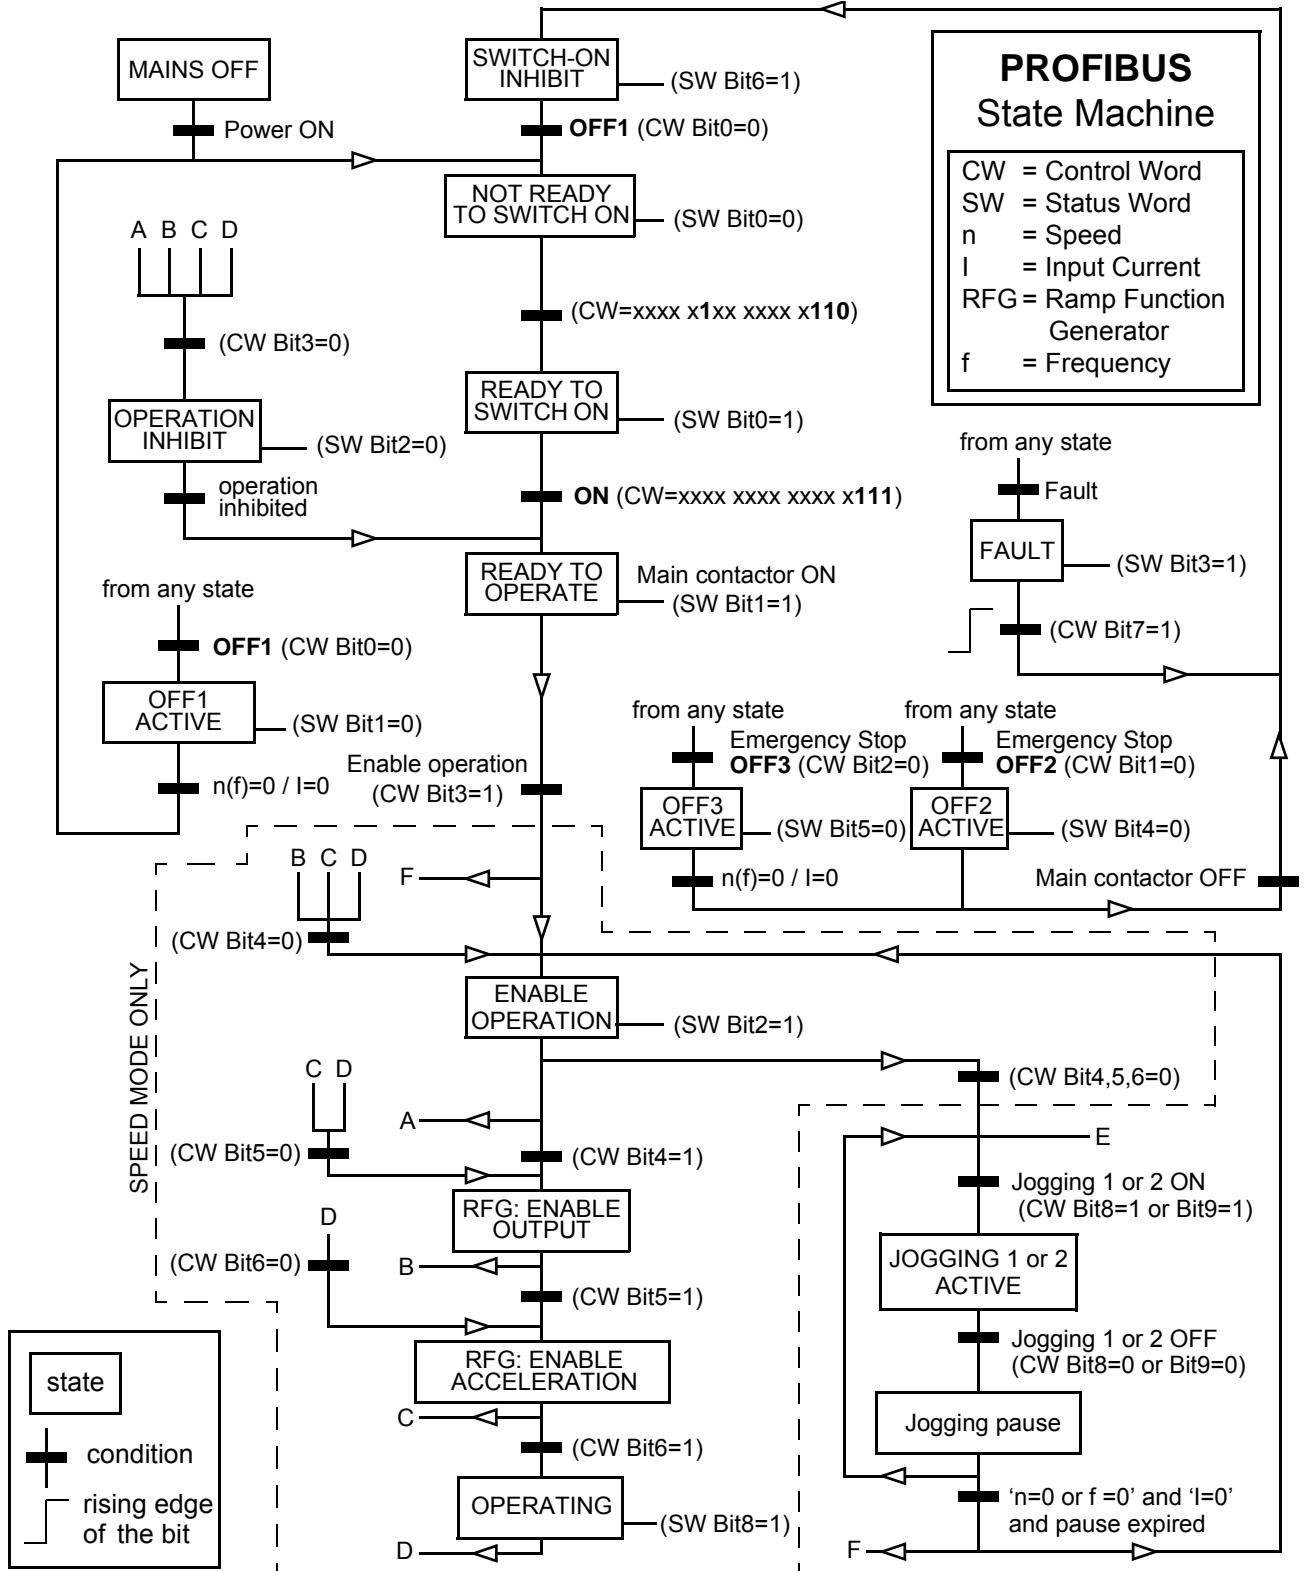 MAINS OFF
Power ON
SWITCH-ON
INHIBIT
(SW Bit6=1)
OFF1 (CW Bit0=0)
PROFIBUS
State Machine
CW = Control Word
SW = Status Word
n = Speed
I = Input Current
RFG = Ramp Function
Generator
f = Frequency
NOT READY
TO SWITCH ON
(SW Bit0=0)
A B C D
(CW Bit3=0)
(CW=xxxx x1xx xxxx x110)
OPERATION
INHIBIT
(SW Bit2=0)
operation
inhibited
READY TO
SWITCH ON
(SW Bit0=1)
ON (CW=xxxx xxxx xxxx x111)
from any state
Fault
FAULT
(SW Bit3=1)
(CW Bit7=1)
READY TO
OPERATE
Main contactor ON
(SW Bit1=1)
from any state
OFF1 (CW Bit0=0)
OFF1
ACTIVE
(SW Bit1=0)
n(f)=0 / I=0
Enable operation
(CW Bit3=1)
from any state
Emergency Stop
OFF3 (CW Bit2=0)
OFF3
ACTIVE
(SW Bit5=0)
n(f)=0 / I=0
from any state
Emergency Stop
OFF2 (CW Bit1=0)
OFF2
ACTIVE
(SW Bit4=0)
Main contactor OFF
B C D
F
(CW Bit4=0)
SPEED MODE ONLY
ENABLE
OPERATION
(SW Bit2=1)
C D
A
(CW Bit5=0)
(CW Bit4=1)
(CW Bit4,5,6=0)
E
RFG: ENABLE
OUTPUT
Jogging 1 or 2 ON
(CW Bit8=1 or Bit9=1)
D
(CW Bit6=0)
B
(CW Bit5=1)
JOGGING 1 or 2
ACTIVE
RFG: ENABLE
ACCELERATION
Jogging 1 or 2 OFF
(CW Bit8=0 or Bit9=0)
C
(CW Bit6=1)
Jogging pause
OPERATING
(SW Bit8=1)
D
‘n=0 or f =0’ and ‘I=0’
and pause expired
F
state
condition
rising edge
of the bit